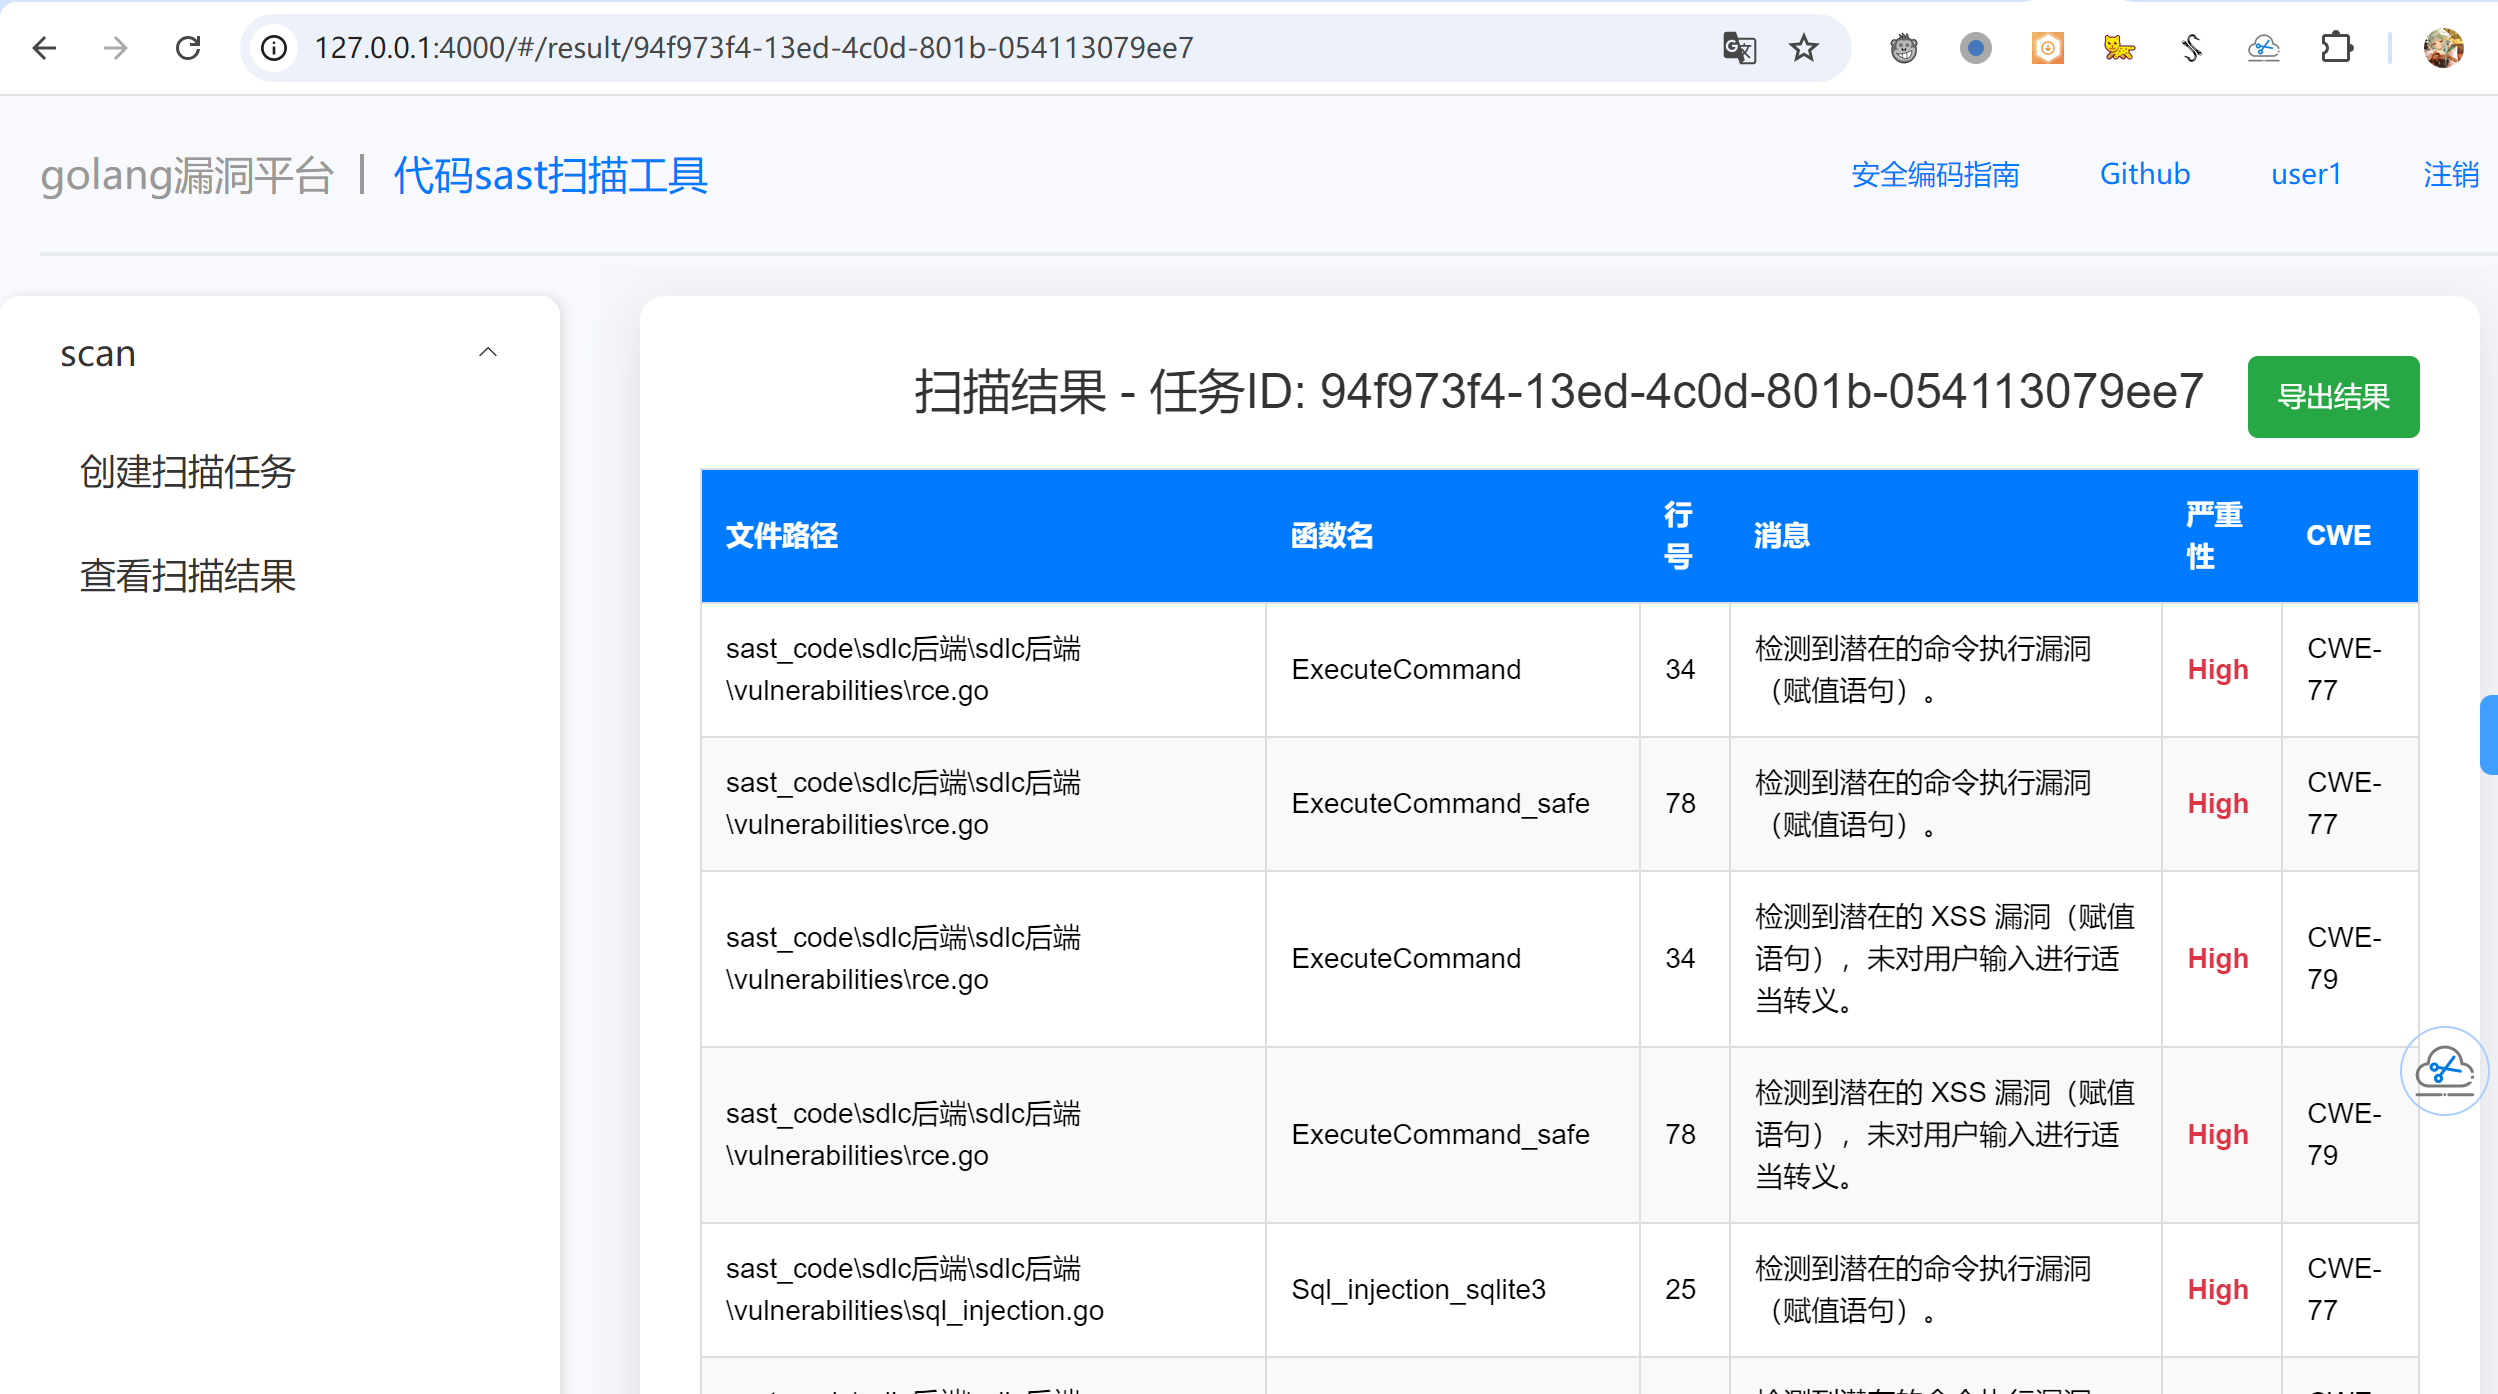 127.0.0.1:4000/#/result/94f973f4-13ed-4c0d-801b-054113079ee7
golang漏洞平台 | 代码sast扫描工具
安全编码指南 Github user1 注销
scan
创建扫描任务
查看扫描结果
扫描结果 - 任务ID: 94f973f4-13ed-4c0d-801b-054113079ee7
导出结果
文件路径 函数名 行号 消息 严重性 CWE
sast_code\sdlc后端\sdlc后端
\vulnerabilities\rce.go
ExecuteCommand
34
检测到潜在的命令执行漏洞
（赋值语句）。
High
CWE-
77
sast_code\sdlc后端\sdlc后端
\vulnerabilities\rce.go
ExecuteCommand_safe
78
检测到潜在的命令执行漏洞
（赋值语句）。
High
CWE-
77
sast_code\sdlc后端\sdlc后端
\vulnerabilities\rce.go
ExecuteCommand
34
检测到潜在的 XSS 漏洞（赋值
语句），未对用户输入进行适
当转义。
High
CWE-
79
sast_code\sdlc后端\sdlc后端
\vulnerabilities\rce.go
ExecuteCommand_safe
78
检测到潜在的 XSS 漏洞（赋值
语句），未对用户输入进行适
当转义。
High
CWE-
79
sast_code\sdlc后端\sdlc后端
\vulnerabilities\sql_injection.go
Sql_injection_sqlite3
25
检测到潜在的命令执行漏洞
（赋值语句）。
High
CWE-
77